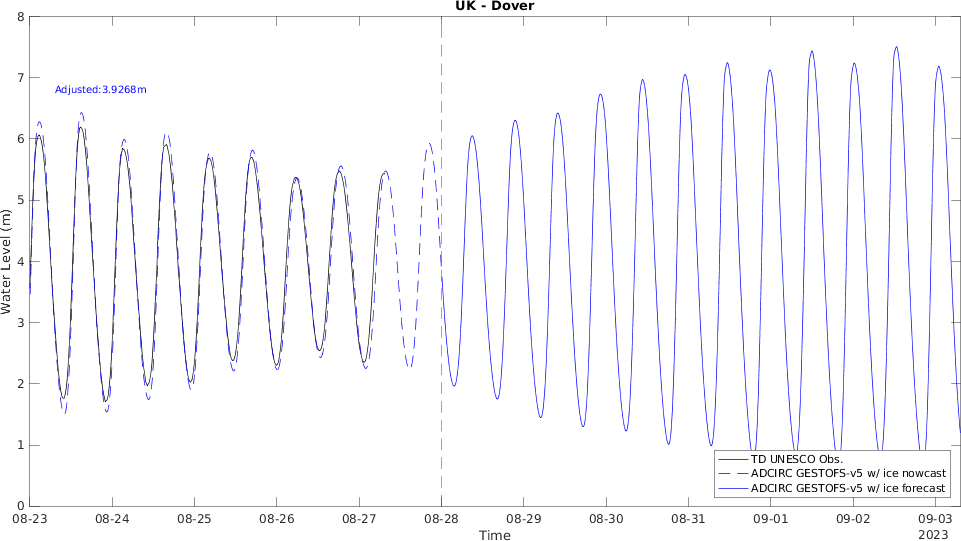 UK - Dover
8
7
6
5
4
3
2
1
0
Water Level (m)
Adjusted:3.9268m
TD UNESCO Obs.
ADCIRC GESTOFS-v5 w/ ice nowcast
ADCIRC GESTOFS-v5 w/ ice forecast
08-23 08-24 08-25 08-26 08-27 08-28 08-29 08-30 08-31 09-01 09-02 09-03
2023
Time